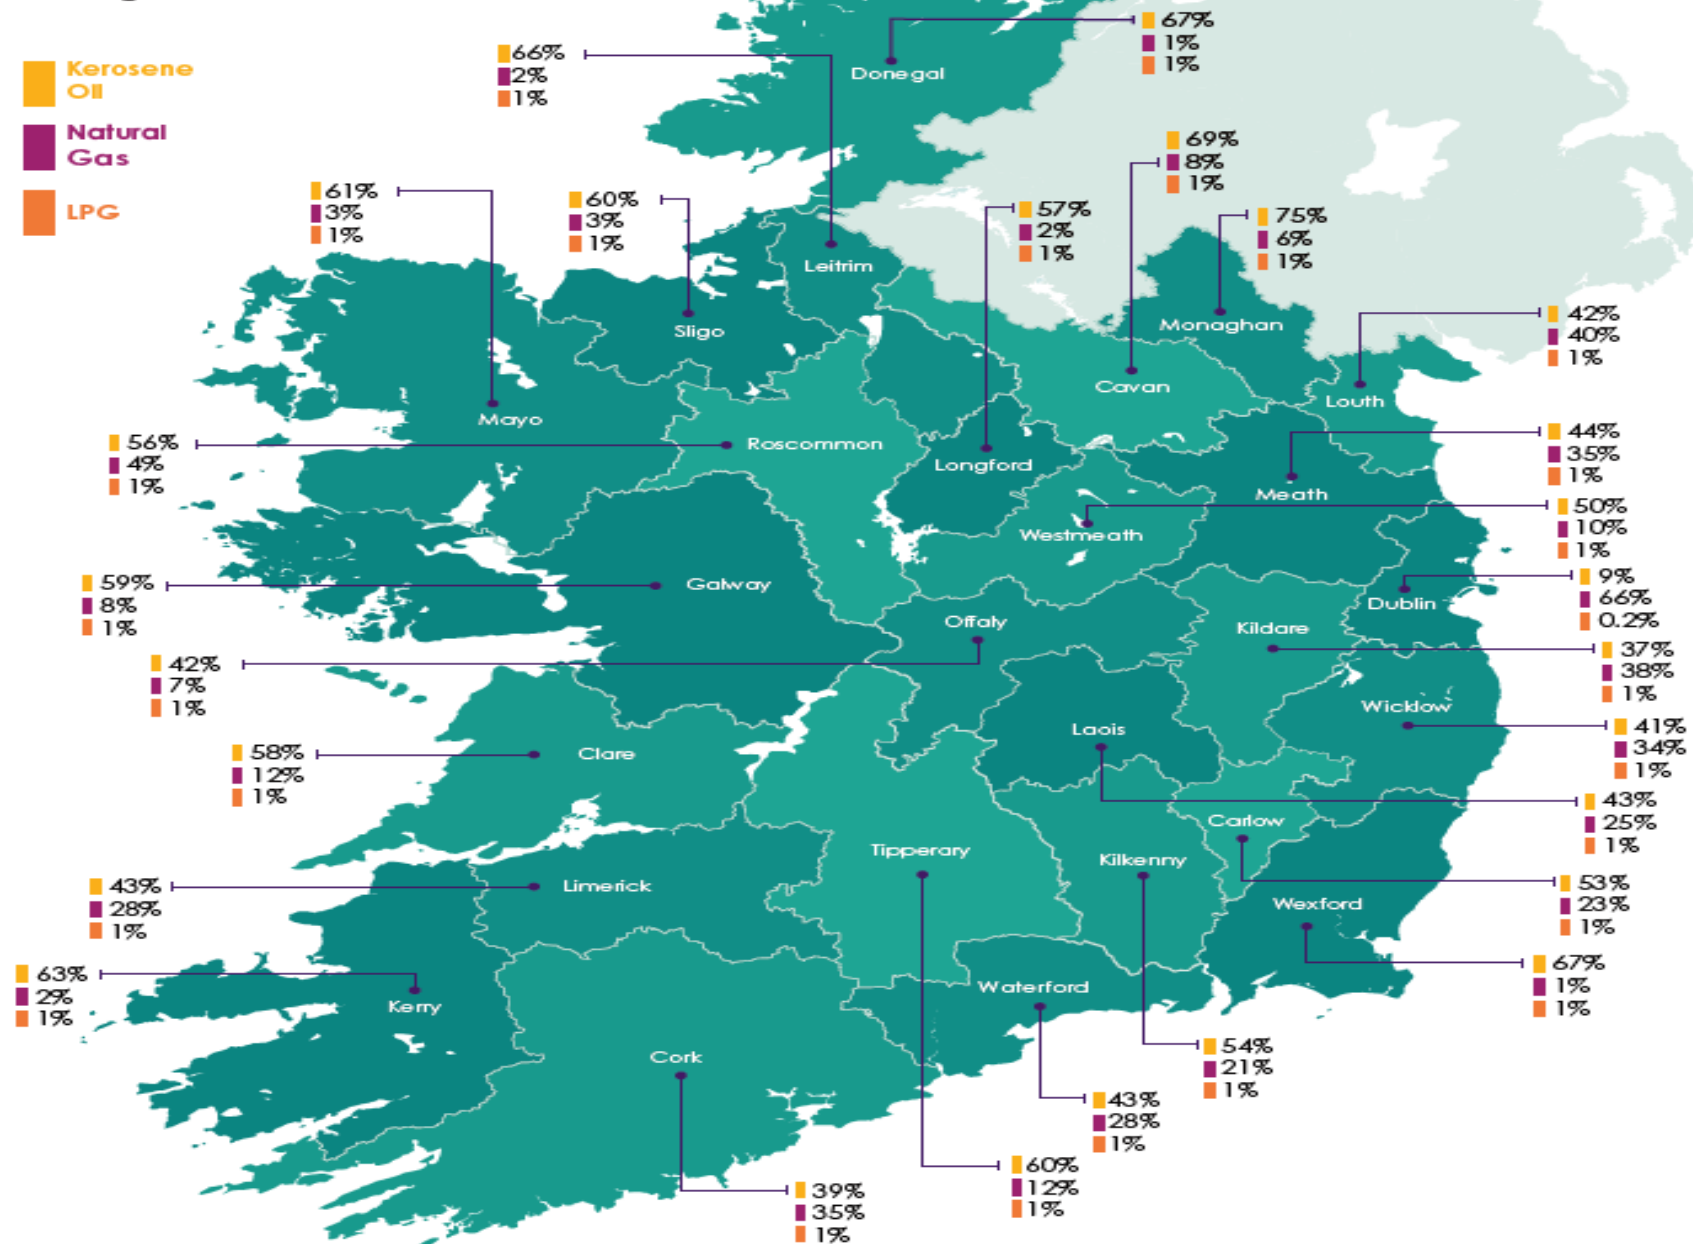 Kerosene
Oil
Natural
Gas
LPG
66%
2%
1%
Donegal
67%
1%
1%
69%
8%
1%
61%
3%
1%
60%
3%
1%
57%
2%
1%
75%
6%
1%
Leitrim
Sligo
Monaghan
42%
40%
1%
Mayo
Cavan
Louth
56%
4%
1%
Roscommon
Longford
44%
35%
1%
Meath
Westmeath
50%
10%
1%
59%
8%
1%
Galway
Offaly
Kildare
Dublin
9%
66%
0.2%
42%
7%
1%
37%
38%
1%
Laois
Wicklow
41%
34%
1%
58%
12%
1%
Clare
43%
25%
1%
Carlow
Tipperary
Kilkenny
43%
28%
1%
Limerick
53%
23%
1%
Wexford
63%
2%
1%
Kerry
Waterford
67%
1%
1%
Cork
54%
21%
1%
43%
28%
1%
60%
12%
1%
39%
35%
1%